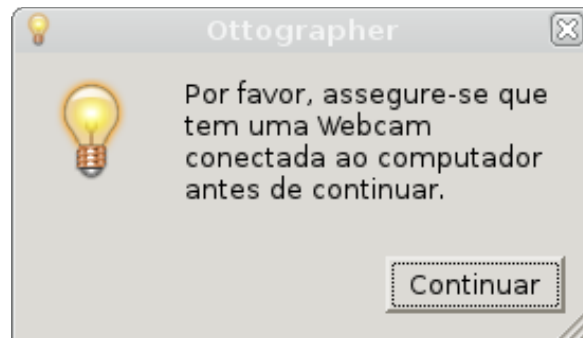 Ottographer
Por favor, assegure-se que
tem uma Webcam
conectada ao computador
antes de continuar.
Continuar